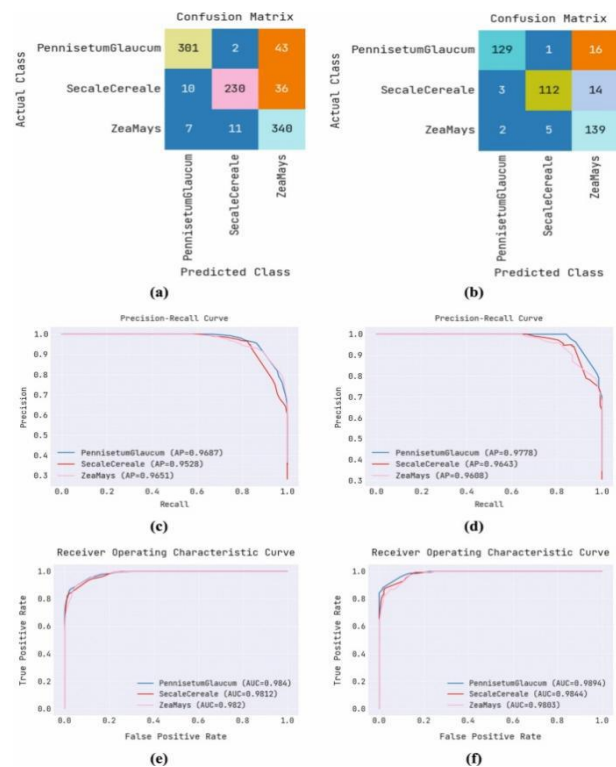 Confusion Matrix
Actual Class
PennisetumGlaucum 301 2 43
SecaleCereale 10 230 36
ZeaMays 7 11 340
PennisetumGlaucum
SecaleCereale
ZeaMays
Predicted Class
(a)
Confusion Matrix
Actual Class
PennisetumGlaucum 129 1 16
SecaleCereale 3 112 14
ZeaMays 2 5 139
PennisetumGlaucum
SecaleCereale
ZeaMays
Predicted Class
(b)
Precision-Recall Curve
Precision
1.0
0.9
0.8
0.7
0.6
0.5
0.4
0.3
PennisetumGlaucum (AP=0.9687)
SecaleCereale (AP=0.9528)
ZeaMays (AP=0.9651)
0.0 0.2 0.4 0.6 0.8 1.0
Recall
(c)
Precision-Recall Curve
Precision
1.0
0.9
0.8
0.7
0.6
0.5
0.4
0.3
PennisetumGlaucum (AP=0.9778)
SecaleCereale (AP=0.9643)
ZeaMays (AP=0.9608)
0.0 0.2 0.4 0.6 0.8 1.0
Recall
(d)
Receiver Operating Characteristic Curve
True Positive Rate
1.0
0.8
0.6
0.4
0.2
0.0
PennisetumGlaucum (AUC=0.984)
SecaleCereale (AUC=0.9812)
ZeaMays (AUC=0.982)
0.0 0.2 0.4 0.6 0.8 1.0
False Positive Rate
(e)
Receiver Operating Characteristic Curve
True Positive Rate
1.0
0.8
0.6
0.4
0.2
0.0
PennisetumGlaucum (AUC=0.9894)
SecaleCereale (AUC=0.9844)
ZeaMays (AUC=0.9803)
0.0 0.2 0.4 0.6 0.8 1.0
False Positive Rate
(f)